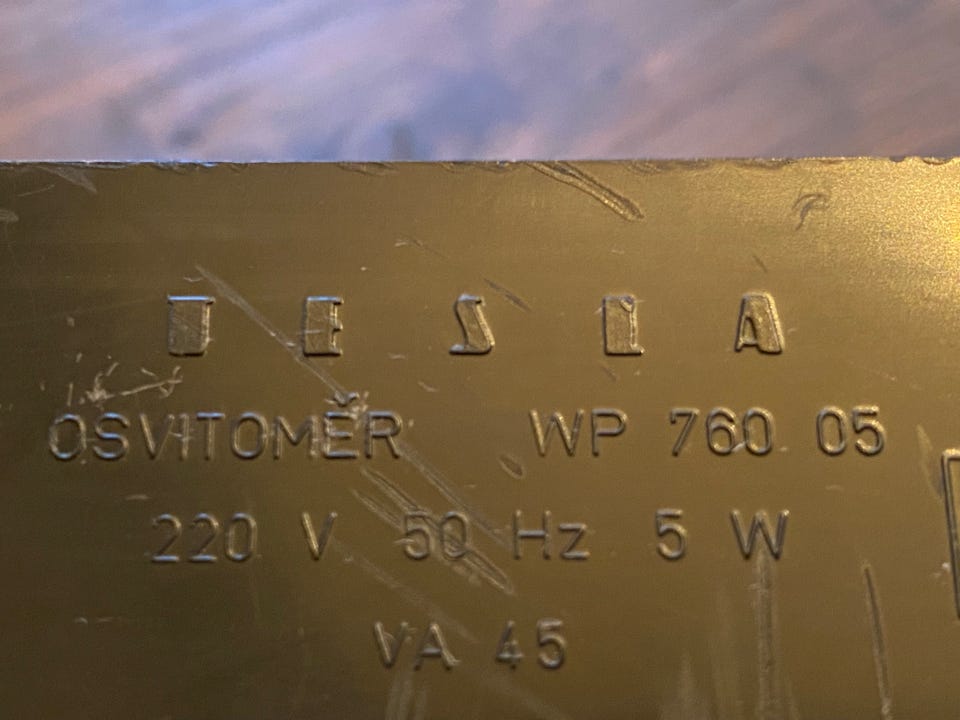 TESLA
OSVITOMĚR WP 760 05
220 V 50 Hz 5 W
VA 45